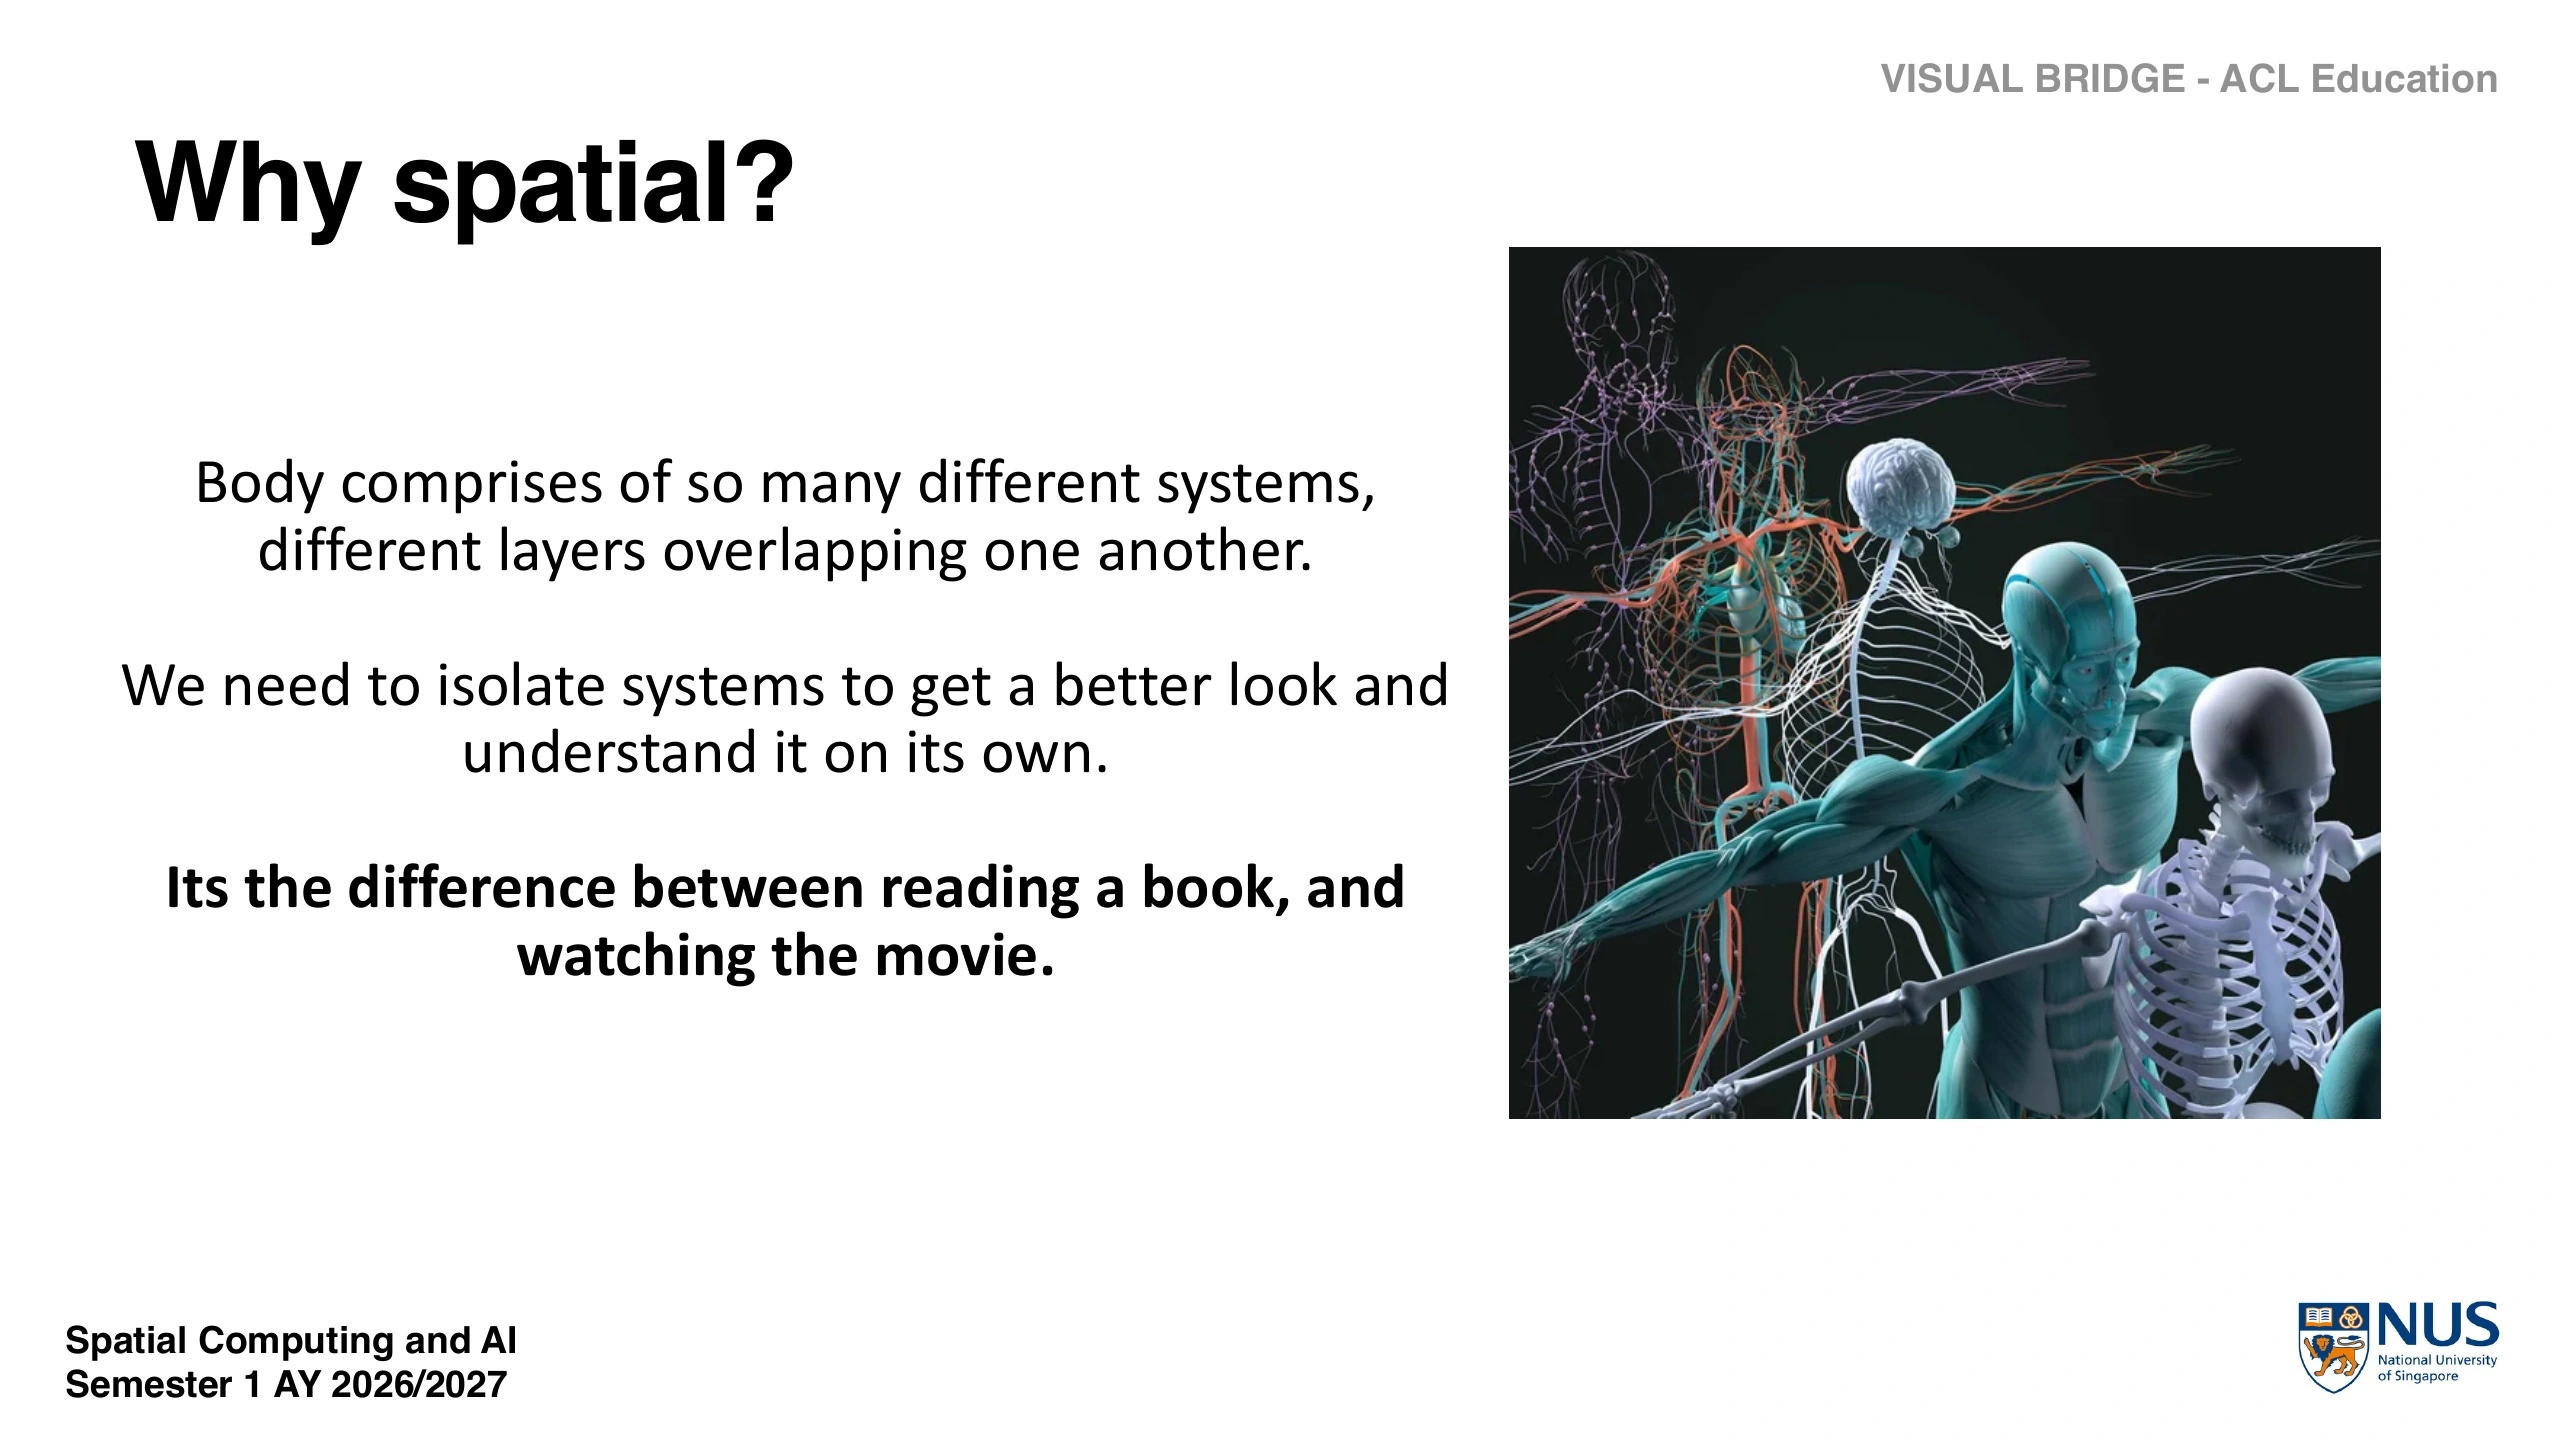 VISUAL BRIDGE - ACL Education
Why spatial?
Body comprises of so many different systems,
different layers overlapping one another.
We need to isolate systems to get a better look and
understand it on its own.
Its the difference between reading a book, and
watching the movie.
Spatial Computing and AI
Semester 1 AY 2026/2027
NUS
National University
of Singapore